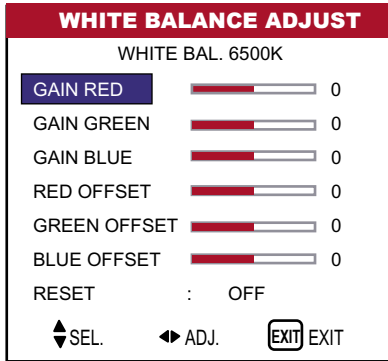 WHITE BALANCE ADJUST
WHITE BAL. 6500K
GAIN RED 0
GAIN GREEN 0
GAIN BLUE 0
RED OFFSET 0
GREEN OFFSET 0
BLUE OFFSET 0
RESET : OFF
SEL. ADJ. EXIT EXIT